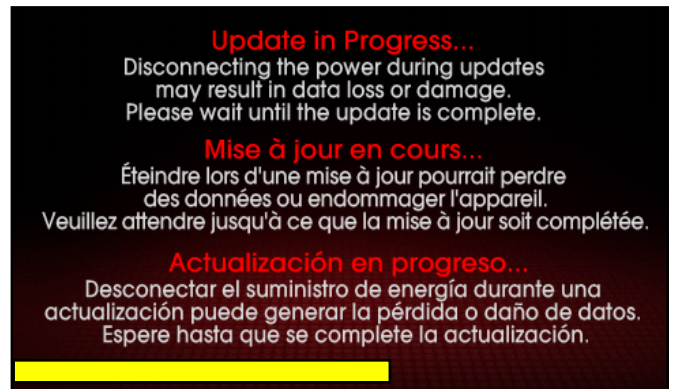 Update in Progress...
Disconnecting the power during updates
may result in data loss or damage.
Please wait until the update is complete.
Mise à jour en cours...
Éteindre lors d'une mise à jour pourrait perdre
des données ou endommager l'appareil.
Veuillez attendre jusqu'à ce que la mise à jour soit complétée.
Actualización en progreso...
Desconectar el suministro de energía durante una
actualización puede generar la pérdida o daño de datos.
Espere hasta que se complete la actualización.